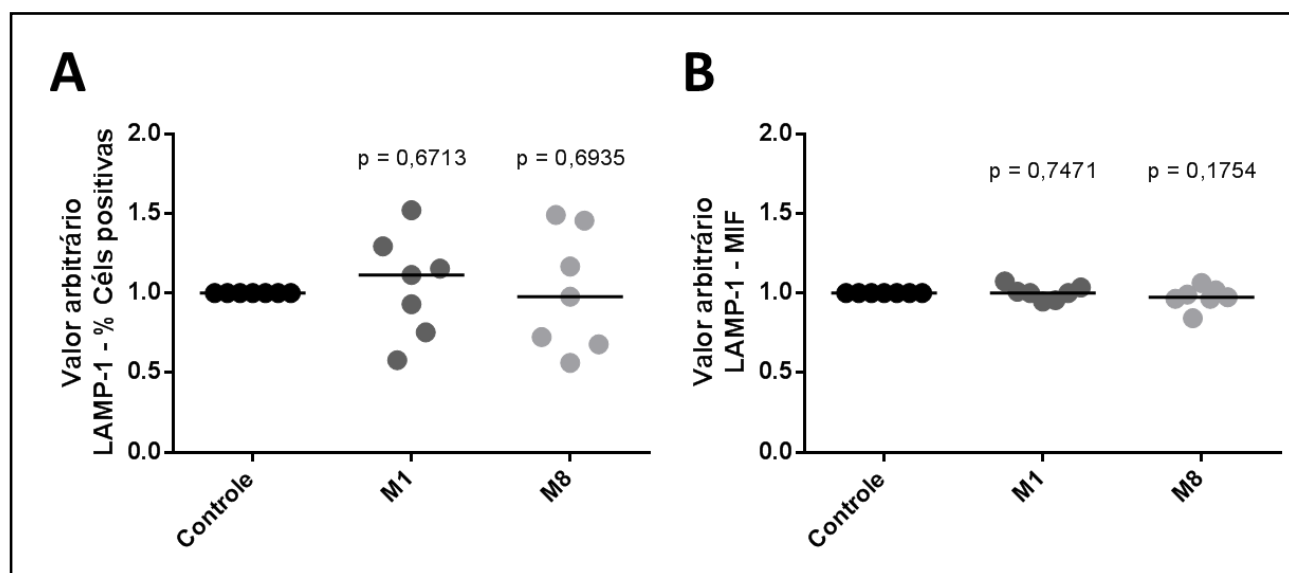 A
Valor arbitrário
LAMP-1 - % Céls positivas
2.0
1.5
1.0
0.5
0.0
p = 0,6713
p = 0,6935
Controle
M1
M8
B
Valor arbitrário
LAMP-1 - MIF
2.0
1.5
1.0
0.5
0.0
p = 0,7471
p = 0,1754
Controle
M1
M8